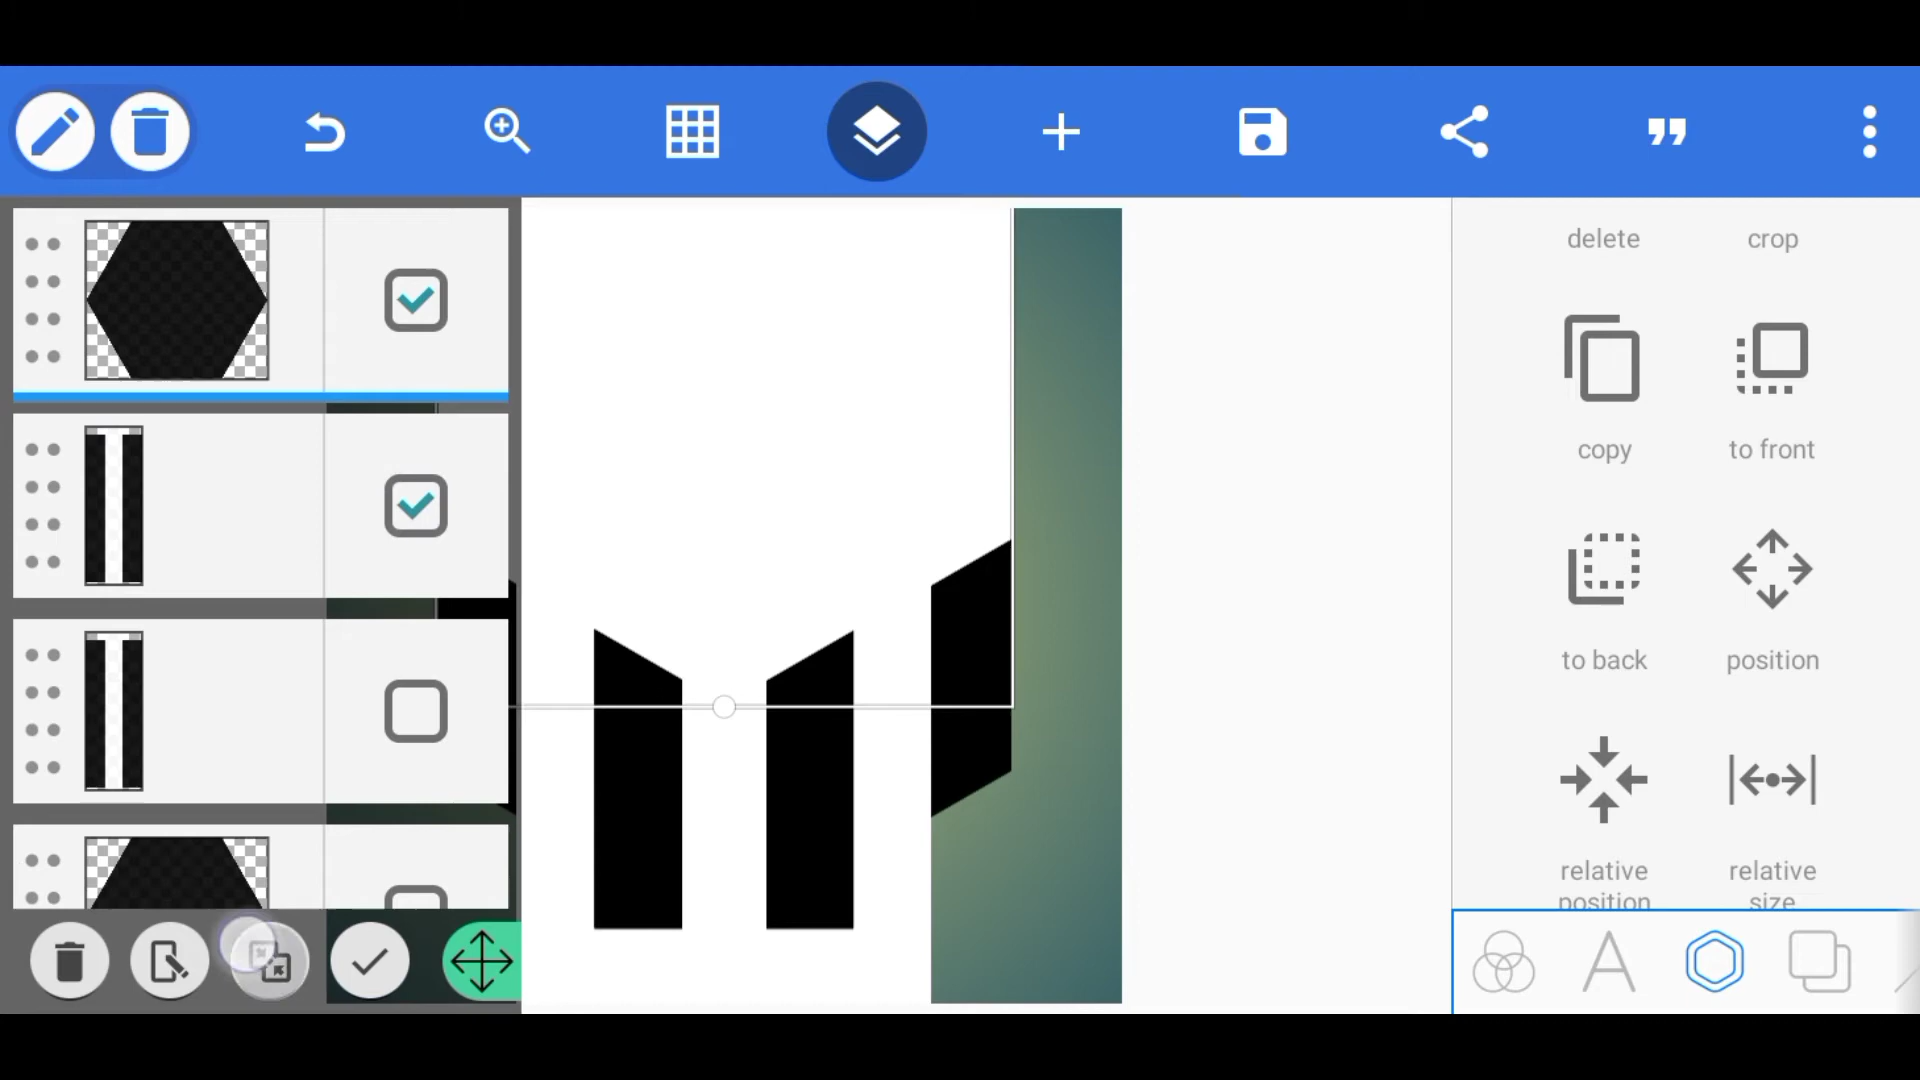 delete crop
copy to front
to back position
relative position relative size
A